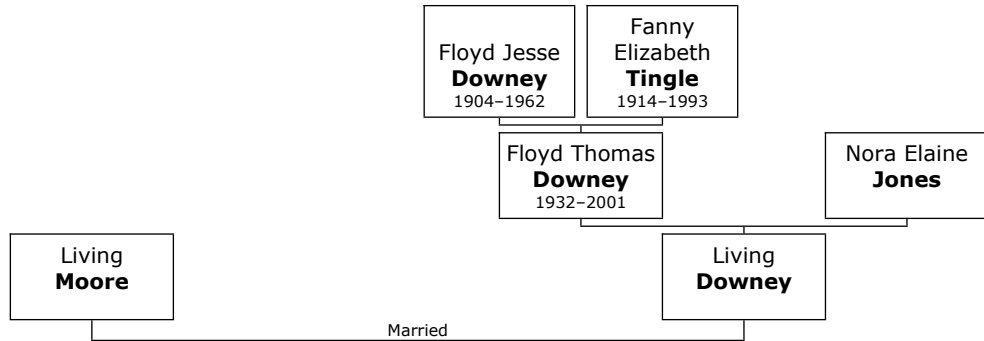 Floyd Jesse
Downey
1904–1962
Fanny
Elizabeth
Tingle
1914–1993
Floyd Thomas
Downey
1932–2001
Nora Elaine
Jones
Living
Moore
Living
Downey
Married